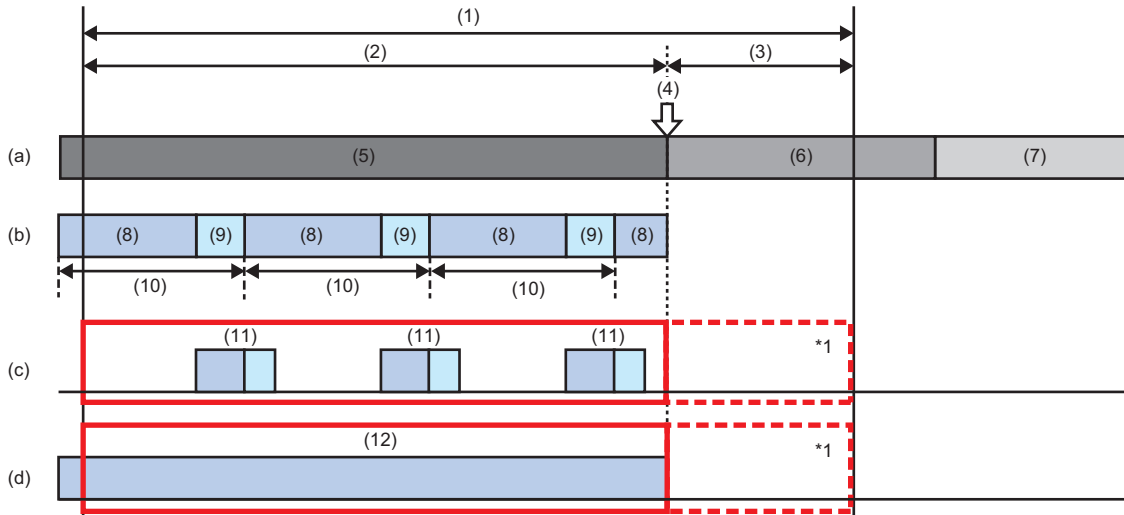 (1)
(2) (3)
(4)
(a) (5) (6) (7)
(b) (8) (9) (8) (9) (8) (9) (8)
(10) (10) (10)
(11) (11) (11) *1
(c)
(12) *1
(d)